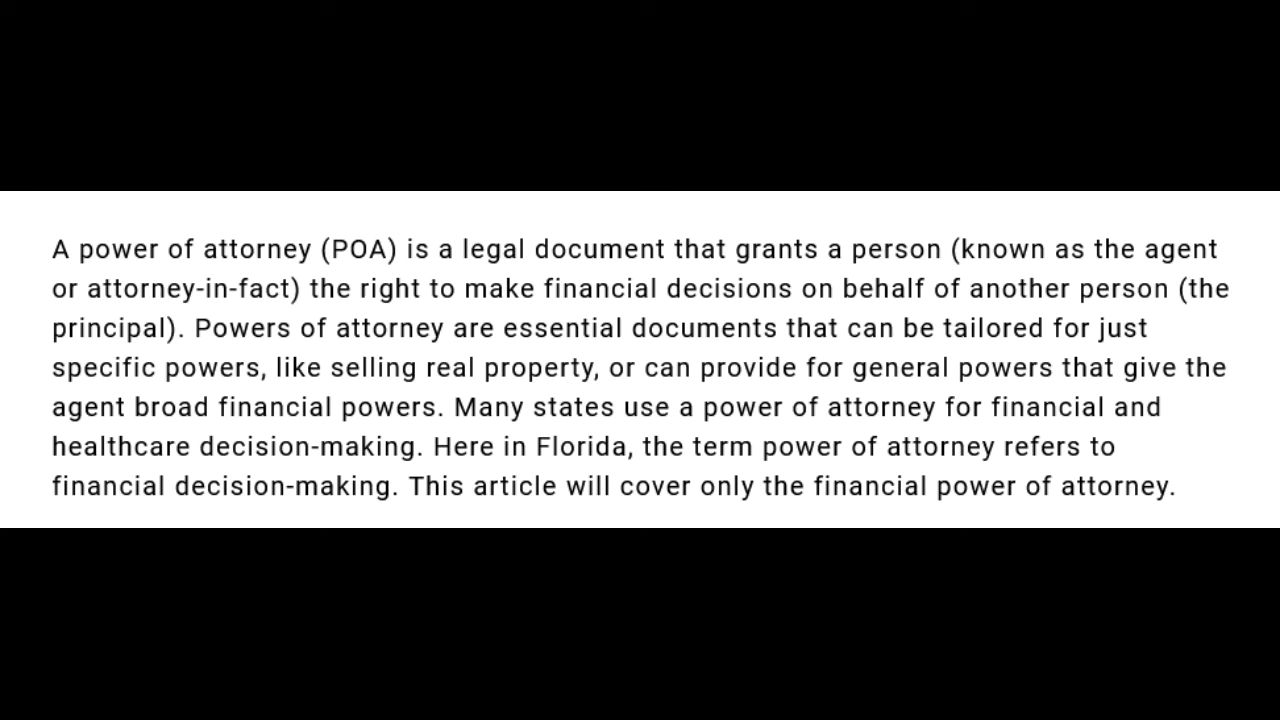 A power of attorney (POA) is a legal document that grants a person (known as the agent
or attorney-in-fact) the right to make financial decisions on behalf of another person (the
principal). Powers of attorney are essential documents that can be tailored for just
specific powers, like selling real property, or can provide for general powers that give the
agent broad financial powers. Many states use a power of attorney for financial and
healthcare decision-making. Here in Florida, the term power of attorney refers to
financial decision-making. This article will cover only the financial power of attorney.